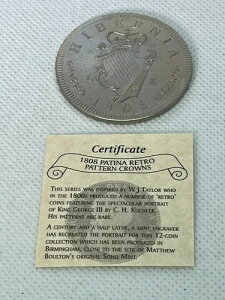 HIBERNIA
1808
Certificate
1808 PATINA RETRO
PATTERN CROWNS
THIS SERIES WAS INSPIRED BY W J TAYLOR WHO
IN THE 1800s PRODUCED A NUMBER OF 'RETRO'
COINS FEATURING THE SPECTACULAR PORTRAIT
OF KING GEORGE III BY C. H. KUCHLER.
HIS PATTERNS ARE RARE.
A CENTURY AND A HALF LATER, A MINT ENGRAVER
HAS RECREATED THE PORTRAIT FOR THIS 12-COIN
COLLECTION WHICH HAS BEEN PRODUCED IN
BIRMINGHAM, CLOSE TO THE SITE OF MATTHEW
BOULTON'S ORIGINAL SOHO MINT.